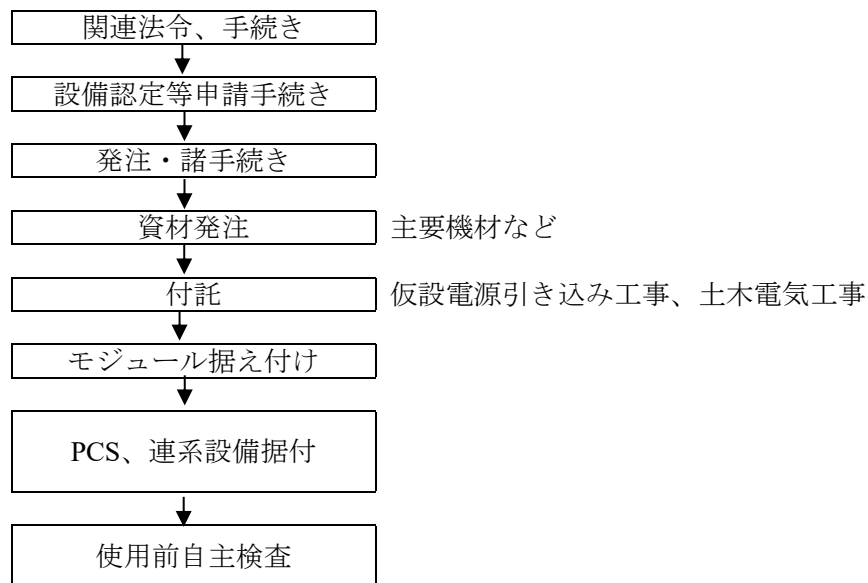 関連法令、手続き
設備認定等申請手続き
発注・諸手続き
資材発注 主要機材など
付託 仮設電源引き込み工事、土木電気工事
モジュール据え付け
PCS、連系設備据付
使用前自主検査